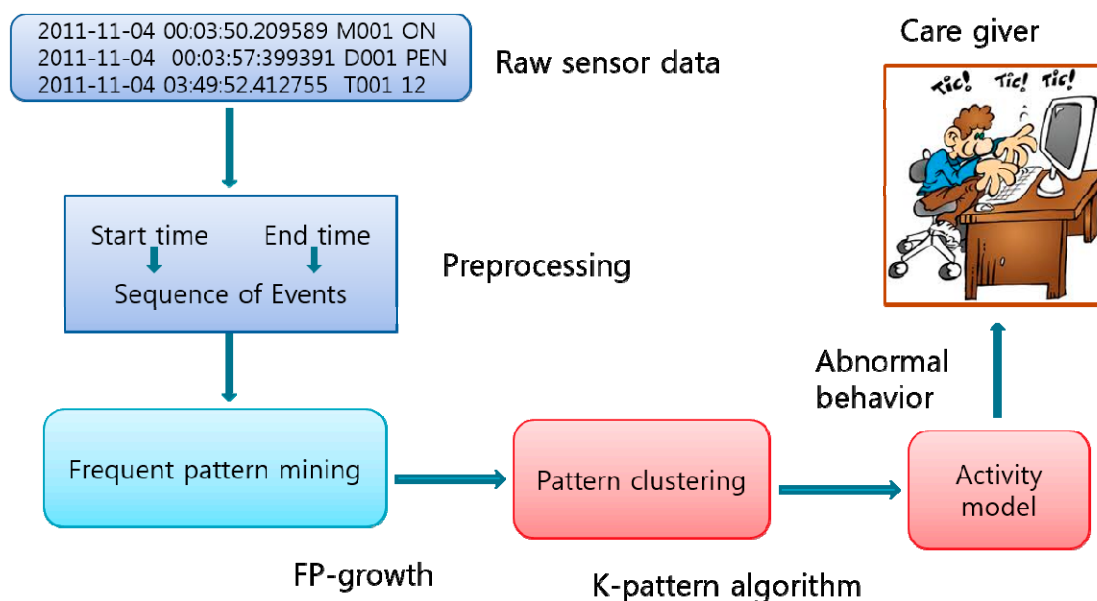 2011-11-04 00:03:50.209589 M001 ON
2011-11-04 00:03:57:399391 D001 PEN
2011-11-04 03:49:52.412755 T001 12
Raw sensor data
Care giver
Tic! Tic! Tic!
Start time End time
Sequence of Events
Preprocessing
Abnormal
behavior
Frequent pattern mining
Pattern clustering
Activity
model
FP-growth
K-pattern algorithm